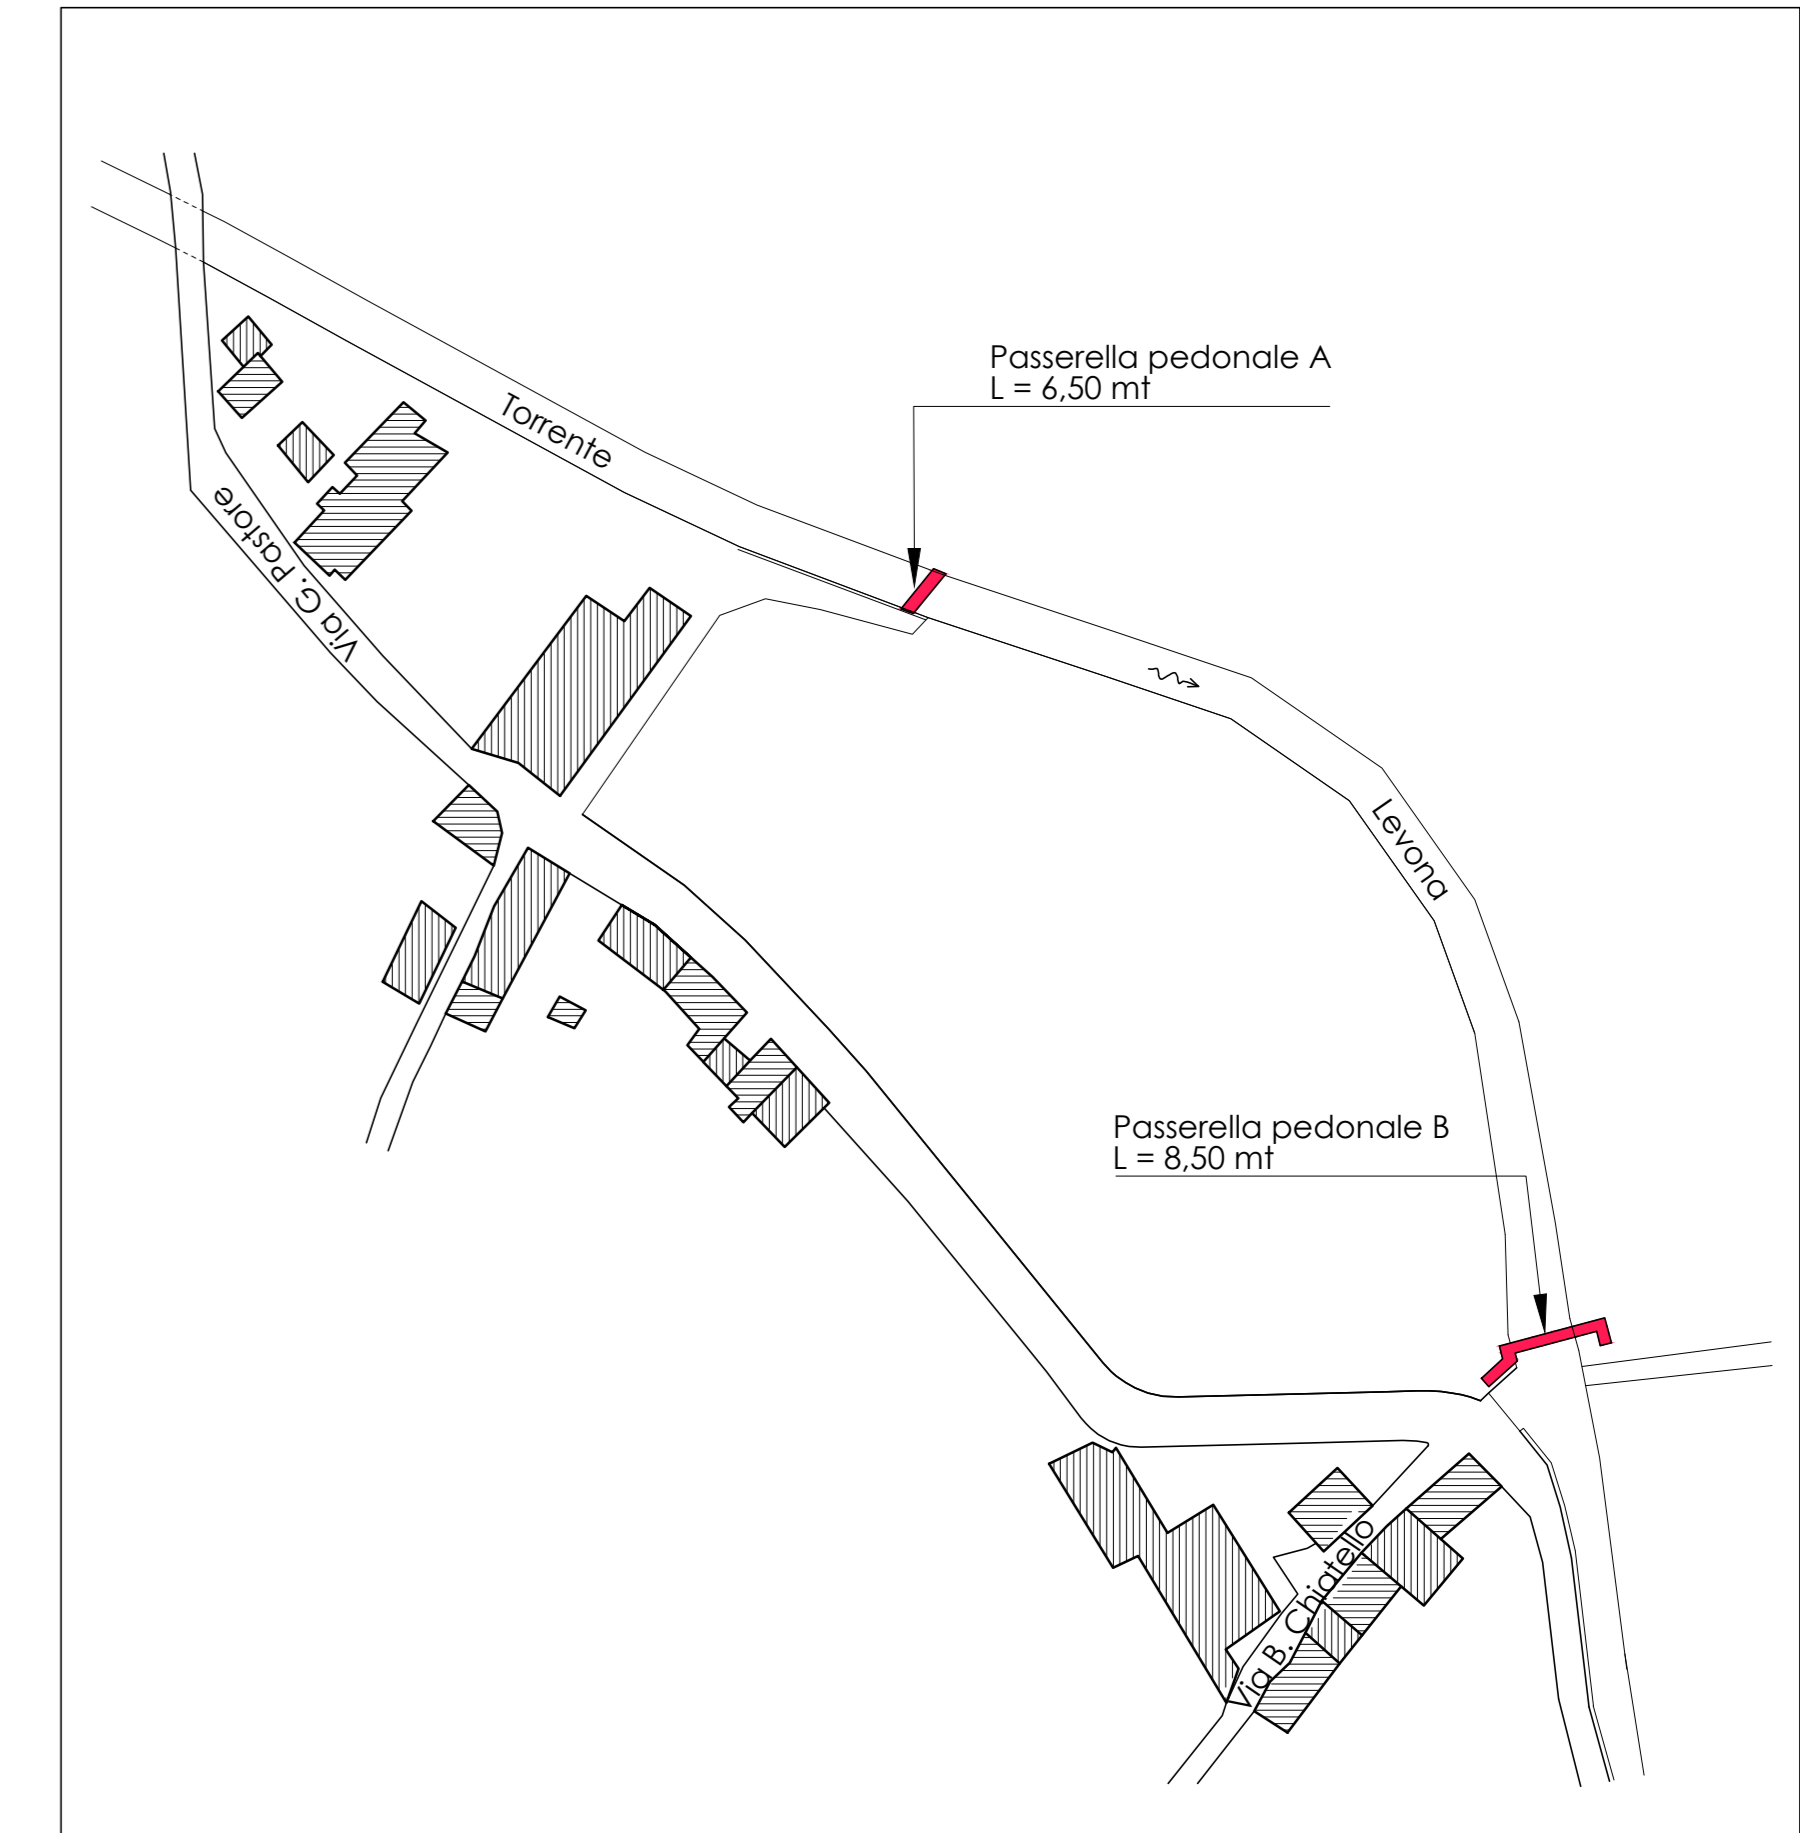 Passerella pedonale A
L = 6,50 mt
Torrente
Via G. Pastore
Levona
Passerella pedonale B
L = 8,50 mt
Via B. Chiatello